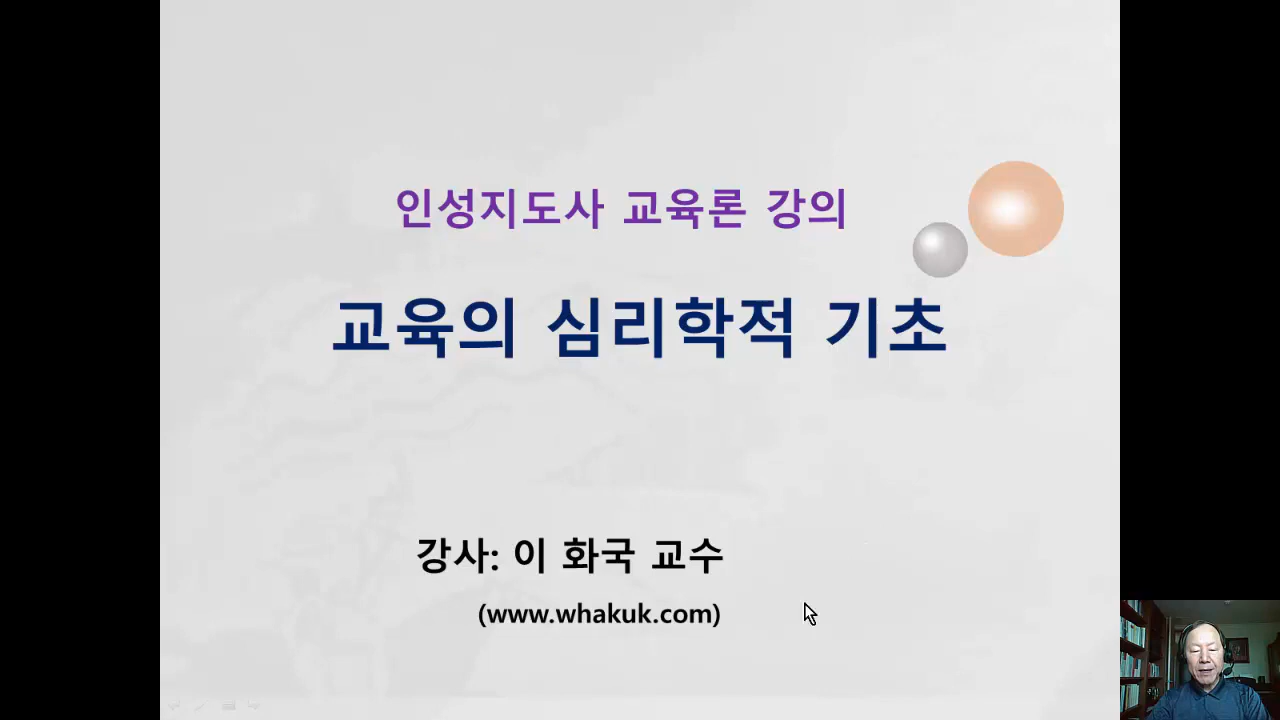 인성지도사 교육론 강의
교육의 심리학적 기초
강사: 이 화국 교수
(www.whakuk.com)